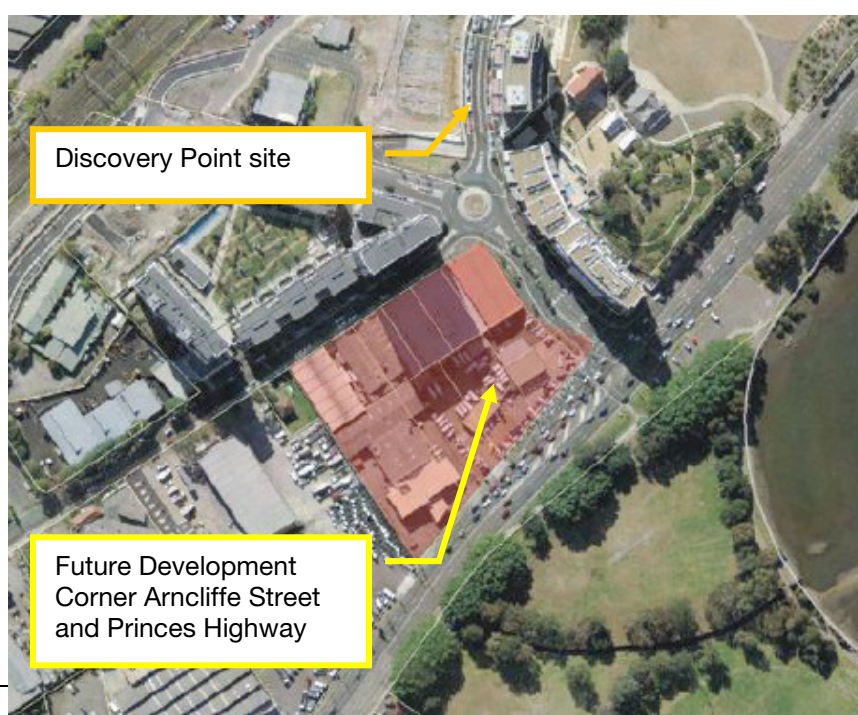 Discovery Point site
Future Development
Corner Arncliffe Street
and Princes Highway